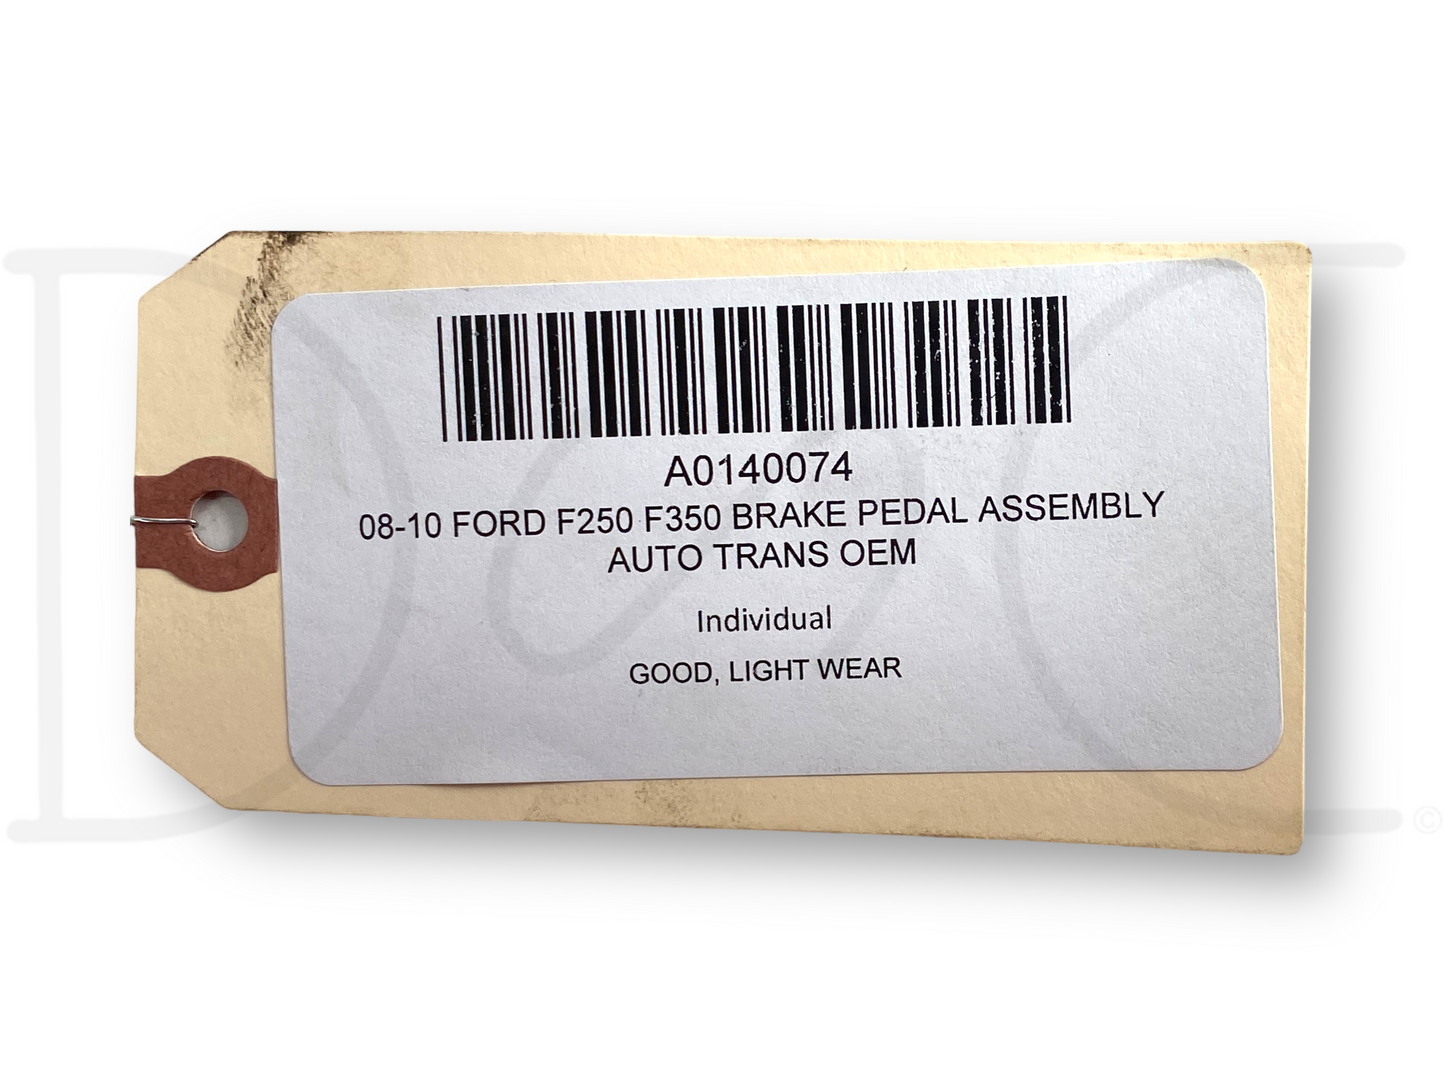 A0140074
08-10 FORD F250 F350 BRAKE PEDAL ASSEMBLY
AUTO TRANS OEM
Individual
GOOD, LIGHT WEAR
©